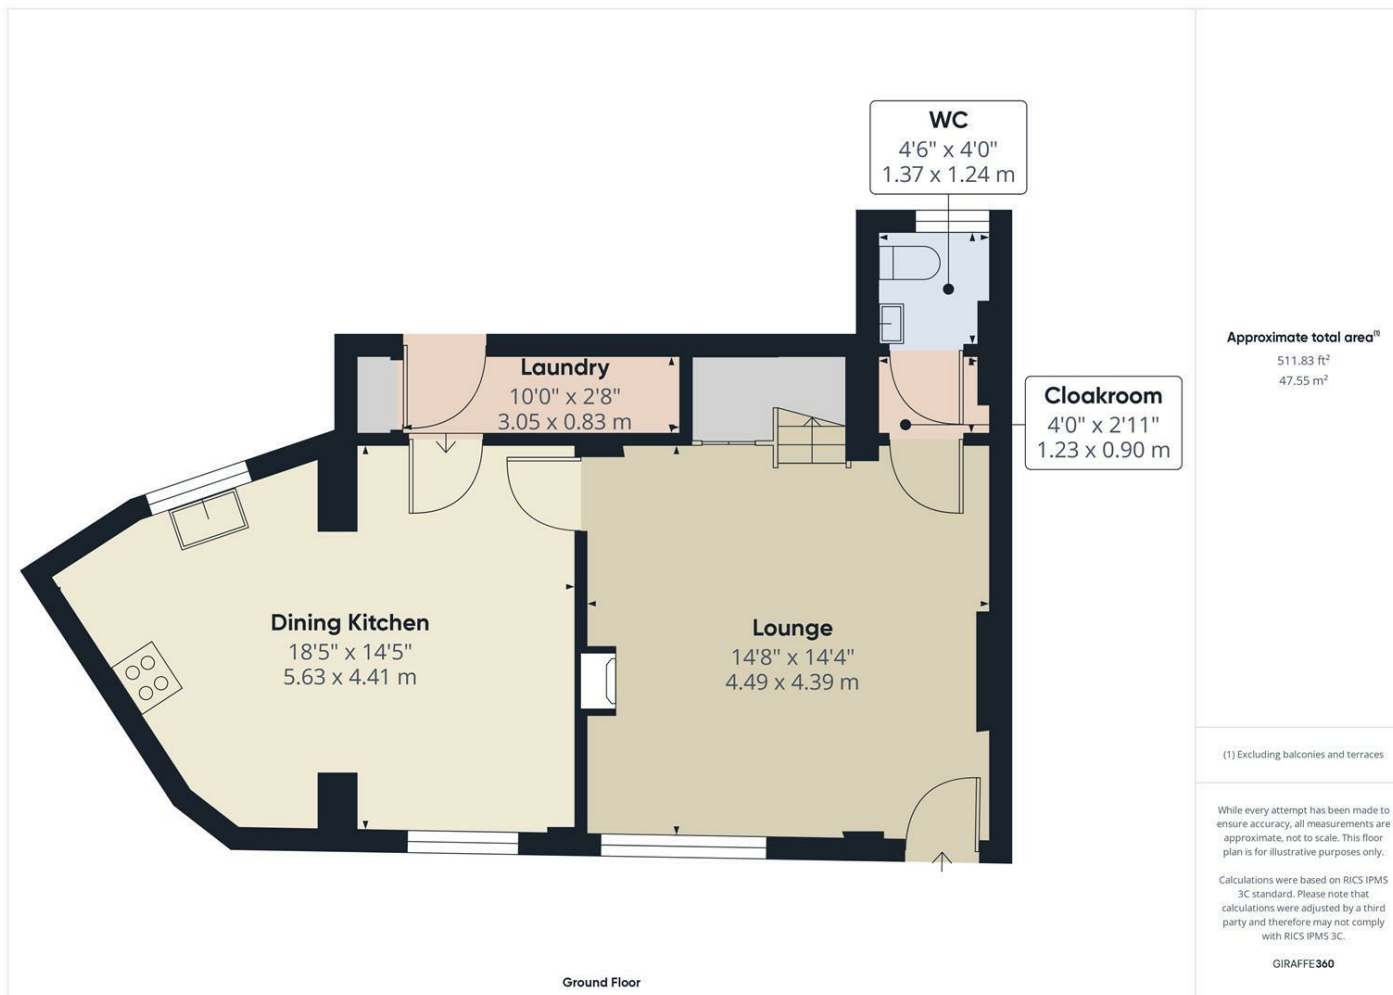 WC
4'6" x 4'0"
1.37 x 1.24 m
Laundry
10'0" x 2'8"
3.05 x 0.83 m
Cloakroom
4'0" x 2'11"
1.23 x 0.90 m
Dining Kitchen
18'5" x 14'5"
5.63 x 4.41 m
Lounge
14'8" x 14'4"
4.49 x 4.39 m
Ground Floor
Approximate total area⁽¹⁾
511.83 ft²
47.55 m²
(1) Excluding balconies and terraces
While every attempt has been made to
ensure accuracy, all measurements are
approximate, not to scale. This floor
plan is for illustrative purposes only.
Calculations were based on RICS IPMS
3C standard. Please note that
calculations were adjusted by a third
party and therefore may not comply
with RICS IPMS 3C.
GIRAFFE360